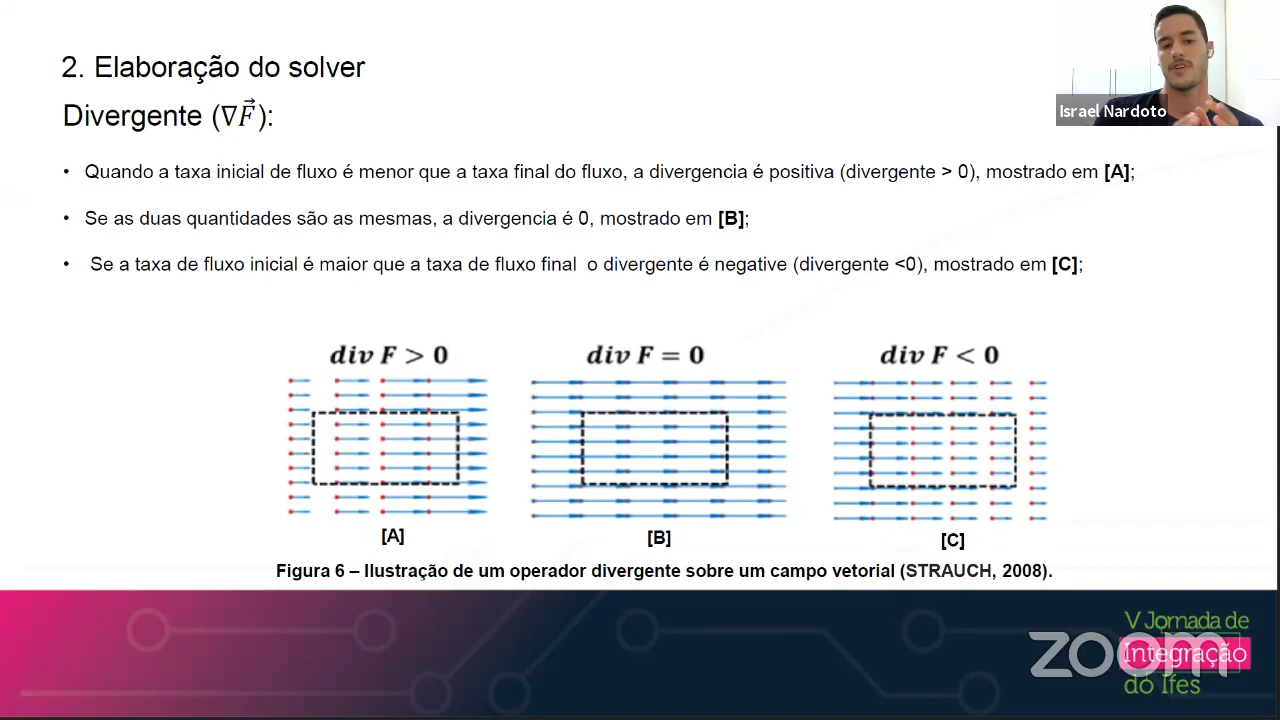 2. Elaboração do solver
Divergente (∇F⃗):
Israel Nardoto
• Quando a taxa inicial de fluxo é menor que a taxa final do fluxo, a divergencia é positiva (divergente > 0), mostrado em [A];
• Se as duas quantidades são as mesmas, a divergencia é 0, mostrado em [B];
• Se a taxa de fluxo inicial é maior que a taxa de fluxo final o divergente é negative (divergente <0), mostrado em [C];
div F > 0
div F = 0
div F < 0
[A]
[B]
[C]
Figura 6 – Ilustração de um operador divergente sobre um campo vetorial (STRAUCH, 2008).
V Jornada de
Integração
do Ifes
zoom